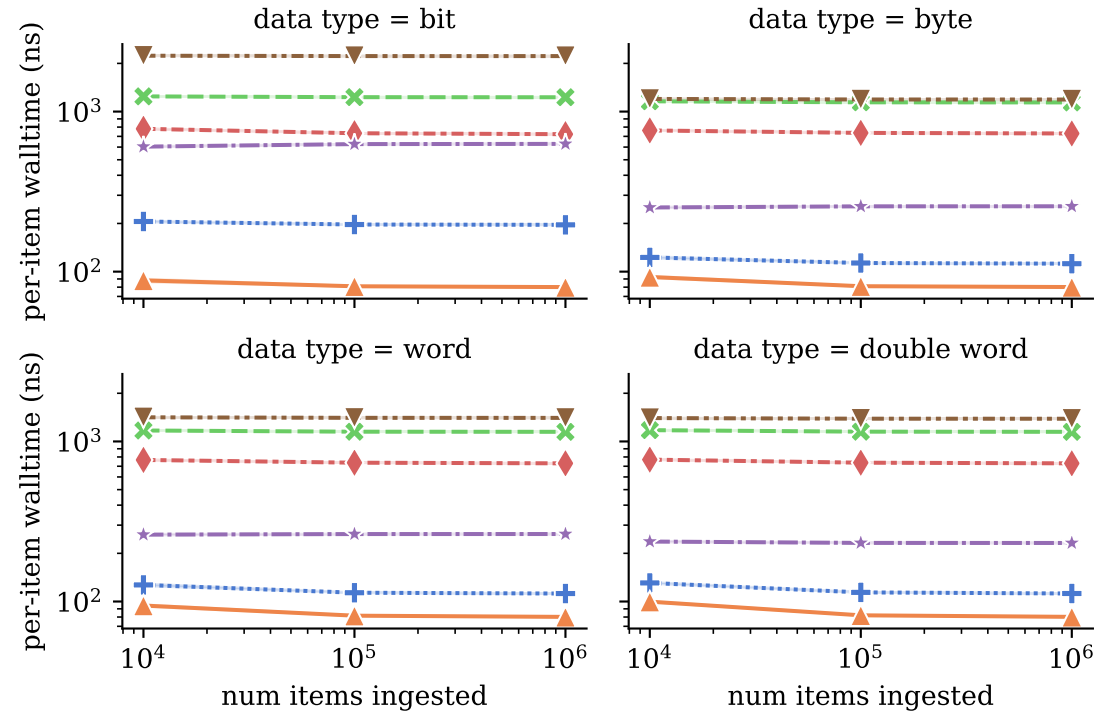 data type = bit
data type = byte
per-item walltime (ns)
10³
10²
data type = word
data type = double word
per-item walltime (ns)
10³
10²
10⁴ 10⁵ 10⁶ 10⁴ 10⁵ 10⁶
num items ingested
num items ingested